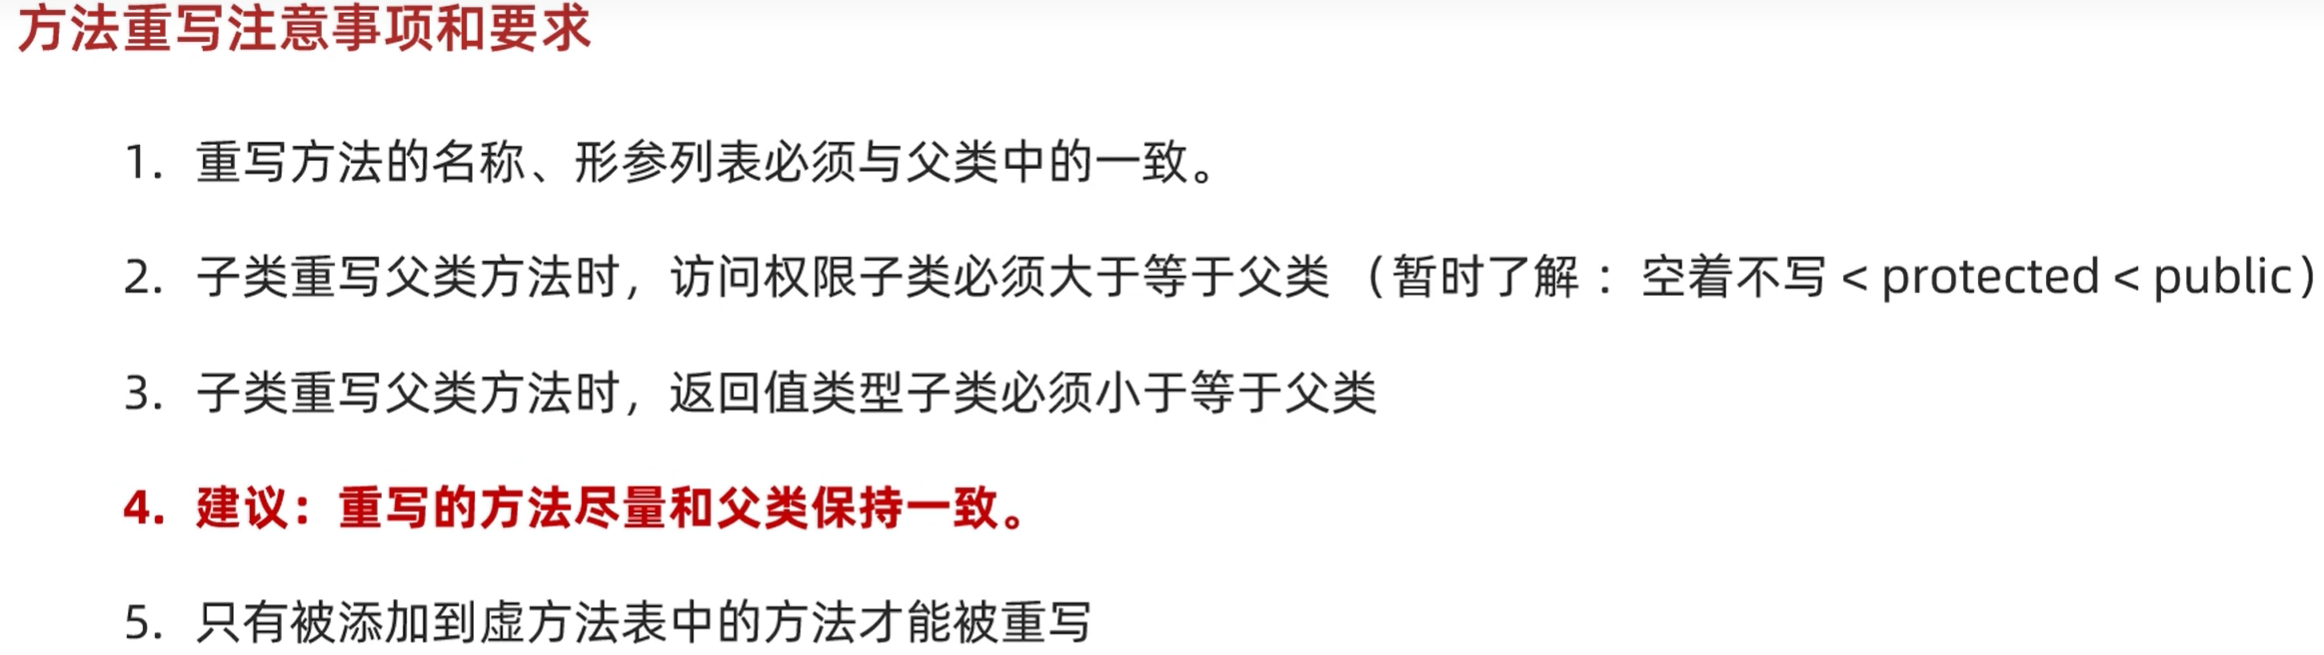 方法重写注意事项和要求
1. 重写方法的名称、形参列表必须与父类中的一致。
2. 子类重写父类方法时，访问权限子类必须大于等于父类 （暂时了解：空着不写 < protected < public）
3. 子类重写父类方法时，返回值类型子类必须小于等于父类
4. 建议：重写的方法尽量和父类保持一致。
5. 只有被添加到虚方法表中的方法才能被重写